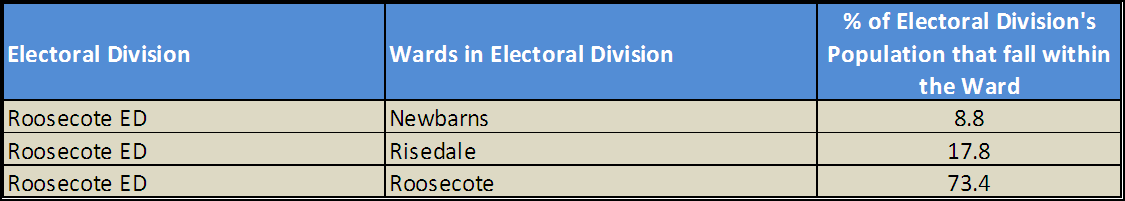 Electoral Division Wards in Electoral Division % of Electoral Division's
Population that fall within
the Ward
Roosecote ED Newbarns 8.8
Roosecote ED Risedale 17.8
Roosecote ED Roosecote 73.4